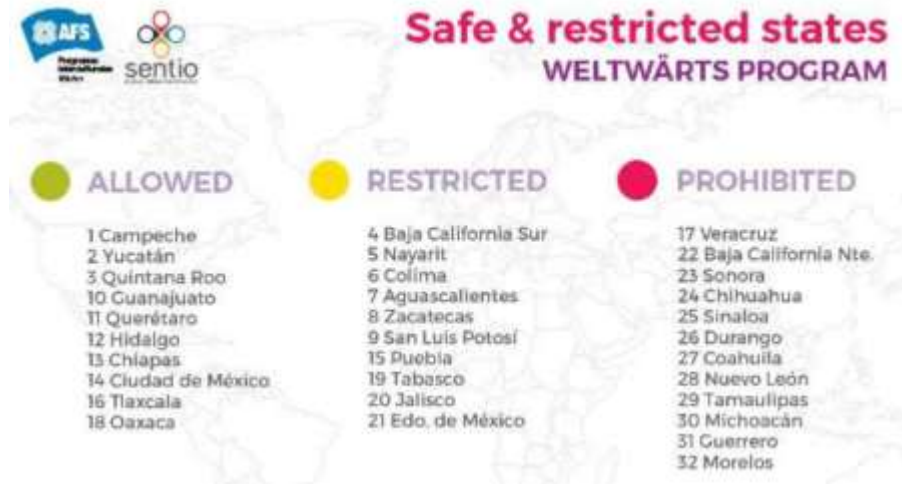 AFS
Programas
Interculturales
sentio
Safe & restricted states
WELTWÄRTS PROGRAM
ALLOWED
1 Campeche
2 Yucatán
3 Quintana Roo
10 Guanajuato
11 Querétaro
12 Hidalgo
13 Chiapas
14 Ciudad de México
16 Tlaxcala
18 Oaxaca
RESTRICTED
4 Baja California Sur
5 Nayarit
6 Colima
7 Aguascalientes
8 Zacatecas
9 San Luis Potosí
15 Puebla
19 Tabasco
20 Jalisco
21 Edo. de México
PROHIBITED
17 Veracruz
22 Baja California Nte.
23 Sonora
24 Chihuahua
25 Sinaloa
26 Durango
27 Coahuila
28 Nuevo León
29 Tamaulipas
30 Michoacán
31 Guerrero
32 Morelos